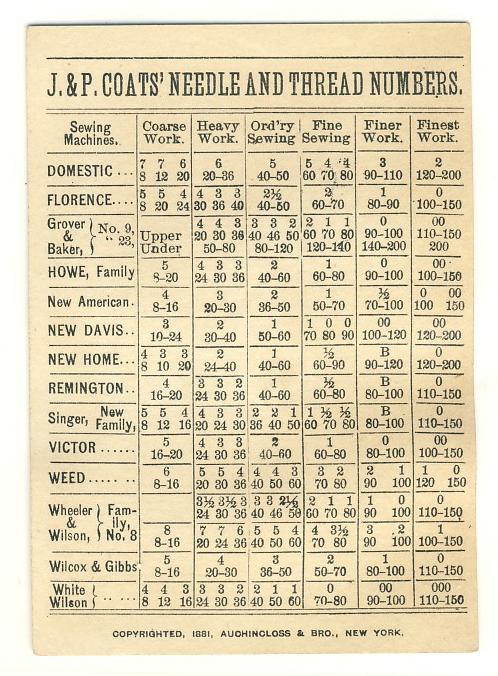 J. & P. COATS' NEEDLE AND THREAD NUMBERS.
Sewing Machines. Coarse Work. Heavy Work. Ord'ry Sewing Fine Sewing Finer Work. Finest Work.
DOMESTIC ... 7 7 6 6 5 5 4 4 3 2
8 12 20 20-36 40-50 60 70 80 90-110 120-200
FLORENCE.... 5 5 4 4 3 3 2½ 2 1 0
8 20 24 30 36 40 40-50 60-70 80-90 100-150
Grover & Baker, { No. 9, " 23, 4 4 3 3 3 2 2 1 1 0 00
Upper 20 30 36 40 46 50 60 70 80 90-100 110-150
Under 50-80 80-120 120-140 140-200 200
HOWE, Family 5 4 3 3 2 1 0 00
8-20 24 30 36 40-60 60-80 90-100 100-150
New American. 4 3 2 1 ½ 0 00
8-16 20-30 36-50 50-70 70-100 100 150
NEW DAVIS.. 3 2 1 1 0 0 00 00
10-24 30-40 50-60 70 80 90 100-120 120-200
NEW HOME... 4 3 3 2 1 ½ B 0
8 10 20 24-40 40-60 60-90 90-120 120-200
REMINGTON.. 4 3 3 2 1 ½ B 0
16-20 24 30 36 40-60 60-80 80-100 110-150
Singer, New Family, 5 5 4 4 3 3 2 2 1 1 ½ ½ B 0
8 12 16 20 24 30 36 40 50 60 70 80 80-100 110-150
VICTOR ...... 5 4 3 3 2 1 0 00
16-20 24 30 36 40-60 60-80 80-100 100-150
WEED ...... 6 5 5 4 4 4 3 3 2 2 1 1 0
8-16 20 30 36 40 50 60 70 80 90 100 120 150
Wheeler & Wilson, { Family, No. 8 3½ 3½ 3 3 3 2½ 2 1 1 1 0 0
24 30 36 40 46 50 60 70 80 90 100 110-150
8 7 7 6 5 5 4 4 3½ 3 2 1
8-16 20 24 36 40 50 60 70 80 90 100 100-150
Wilcox & Gibbs 5 4 3 2 1 0
8-16 20-30 36-50 50-70 80-100 110-150
White Wilson } .. .. 4 4 3 3 3 2 2 1 1 0 00 000
8 12 16 24 30 36 40 50 60 70-80 90-100 110-150
COPYRIGHTED, 1881, AUCHINCLOSS & BRO., NEW YORK.